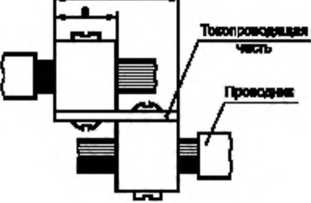 в
Токопроводящая
часть
Проводник